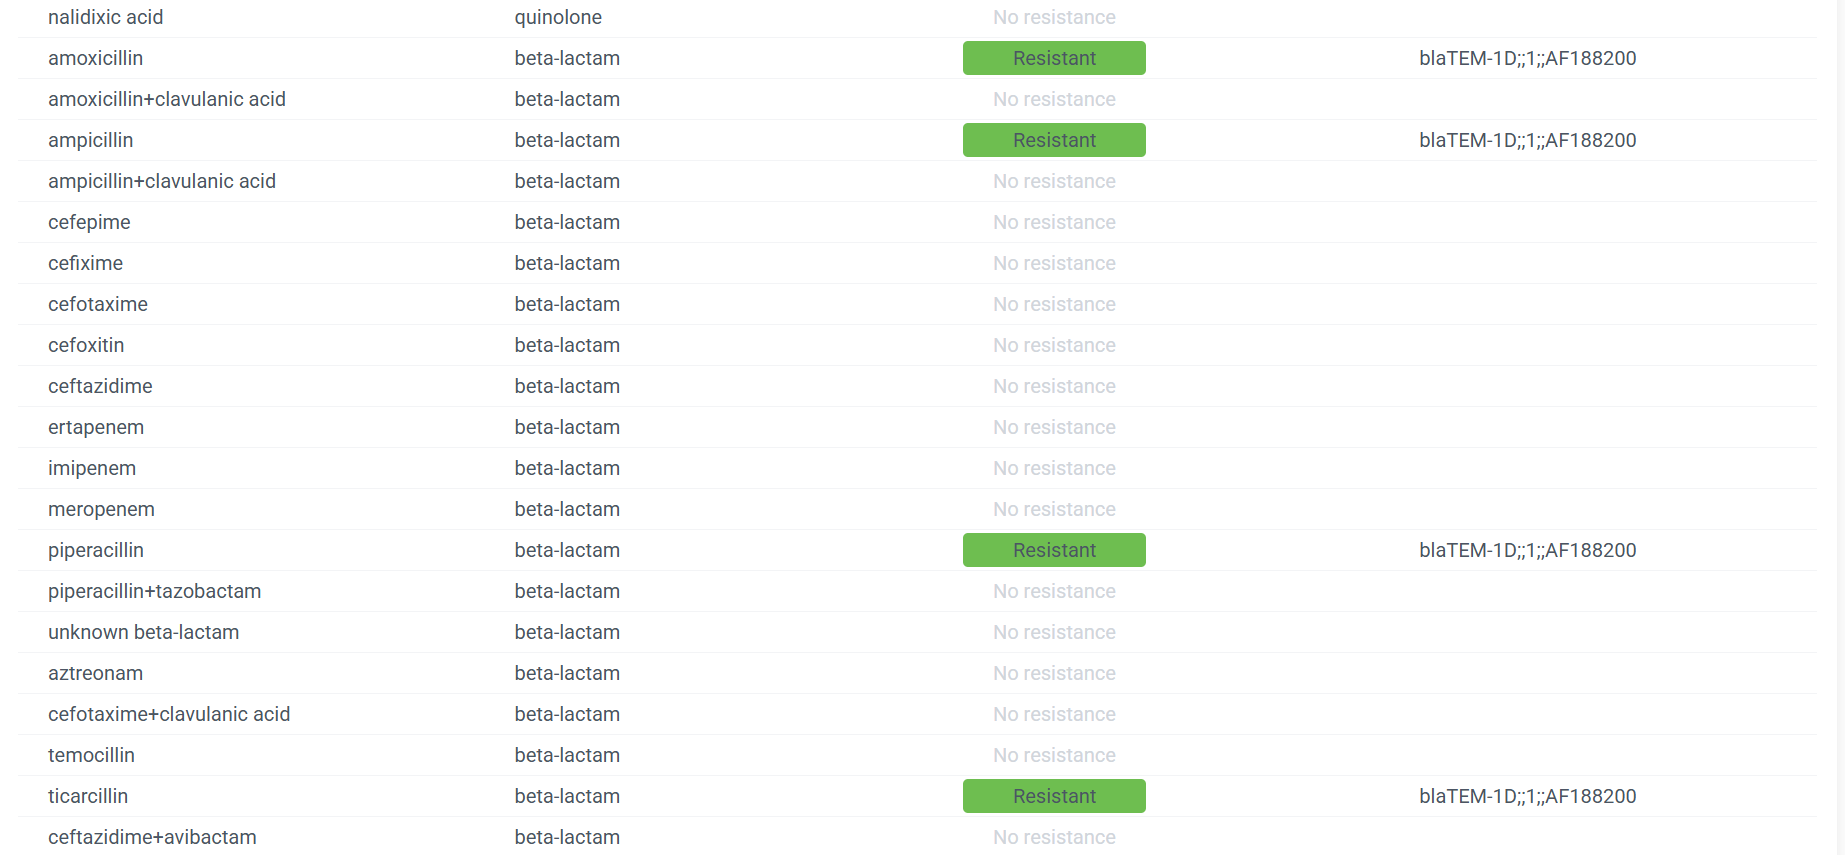 nalidixic acid quinolone No resistance
amoxicillin beta-lactam Resistant blaTEM-1D;;1;;AF188200
amoxicillin+clavulanic acid beta-lactam No resistance
ampicillin beta-lactam Resistant blaTEM-1D;;1;;AF188200
ampicillin+clavulanic acid beta-lactam No resistance
cefepime beta-lactam No resistance
cefixime beta-lactam No resistance
cefotaxime beta-lactam No resistance
cefoxitin beta-lactam No resistance
ceftazidime beta-lactam No resistance
ertapenem beta-lactam No resistance
imipenem beta-lactam No resistance
meropenem beta-lactam No resistance
piperacillin beta-lactam Resistant blaTEM-1D;;1;;AF188200
piperacillin+tazobactam beta-lactam No resistance
unknown beta-lactam beta-lactam No resistance
aztreonam beta-lactam No resistance
cefotaxime+clavulanic acid beta-lactam No resistance
temocillin beta-lactam No resistance
ticarcillin beta-lactam Resistant blaTEM-1D;;1;;AF188200
ceftazidime+avibactam beta-lactam No resistance